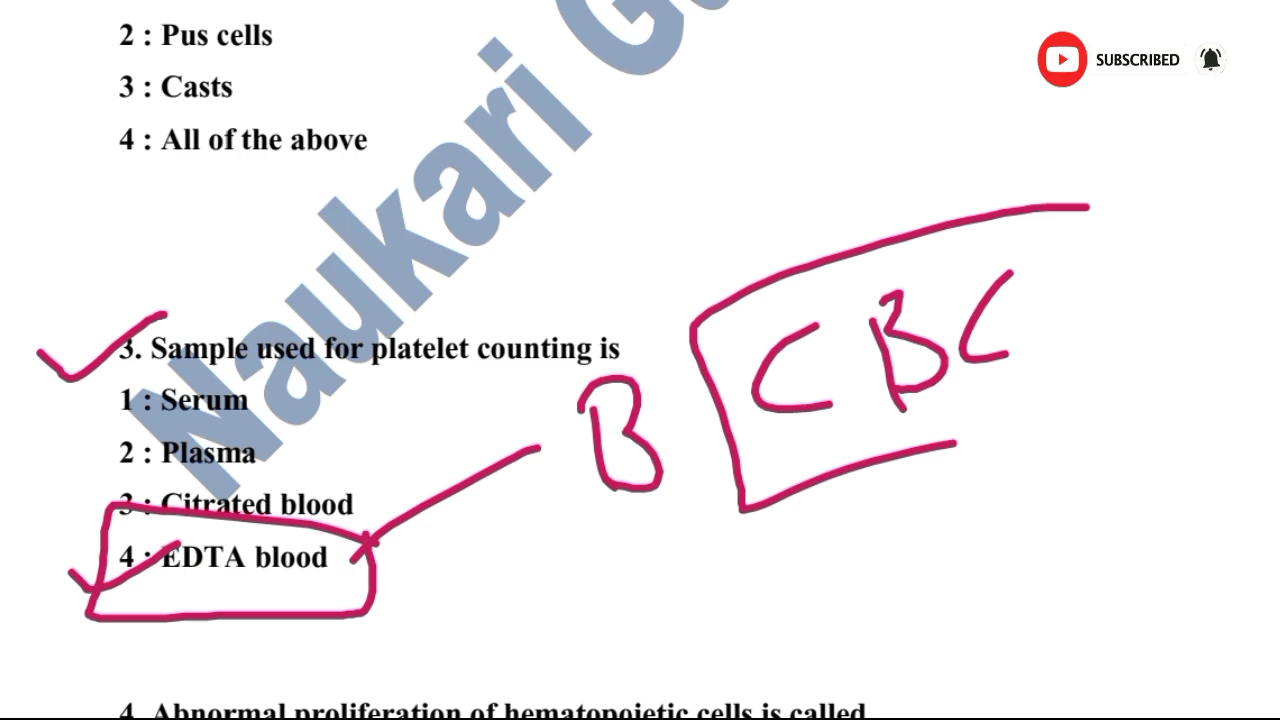 2 : Pus cells
SUBSCRIBED
3 : Casts
4 : All of the above
Naukari
3. Sample used for platelet counting is
1 : Serum
2 : Plasma
3 : Citrated blood
4 : EDTA blood
B
CBC
4. Abnormal proliferation of hematopoietic cells is called